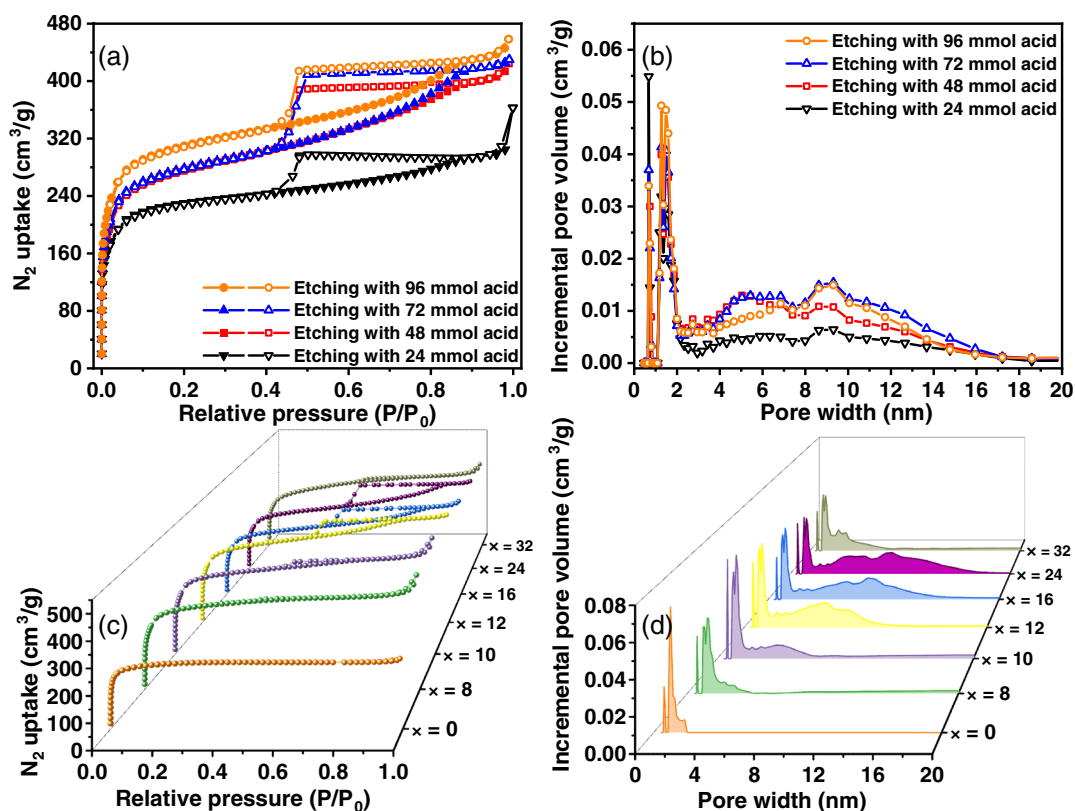 (a)
N₂ uptake (cm³/g)
480
400
320
240
160
80
0
Etching with 96 mmol acid
Etching with 72 mmol acid
Etching with 48 mmol acid
Etching with 24 mmol acid
0.0 0.2 0.4 0.6 0.8 1.0
Relative pressure (P/P₀)
(b)
Incremental pore volume (cm³/g)
0.06
0.05
0.04
0.03
0.02
0.01
0.00
Etching with 96 mmol acid
Etching with 72 mmol acid
Etching with 48 mmol acid
Etching with 24 mmol acid
0 2 4 6 8 10 12 14 16 18 20
Pore width (nm)
(c)
N₂ uptake (cm³/g)
500
400
300
200
100
0
0.0 0.2 0.4 0.6 0.8 1.0
Relative pressure (P/P₀)
× = 32
× = 24
× = 16
× = 12
× = 10
× = 8
× = 0
(d)
Incremental pore volume (cm³/g)
0.08
0.06
0.04
0.02
0.00
0 4 8 12 16 20
Pore width (nm)
× = 32
× = 24
× = 16
× = 12
× = 10
× = 8
× = 0